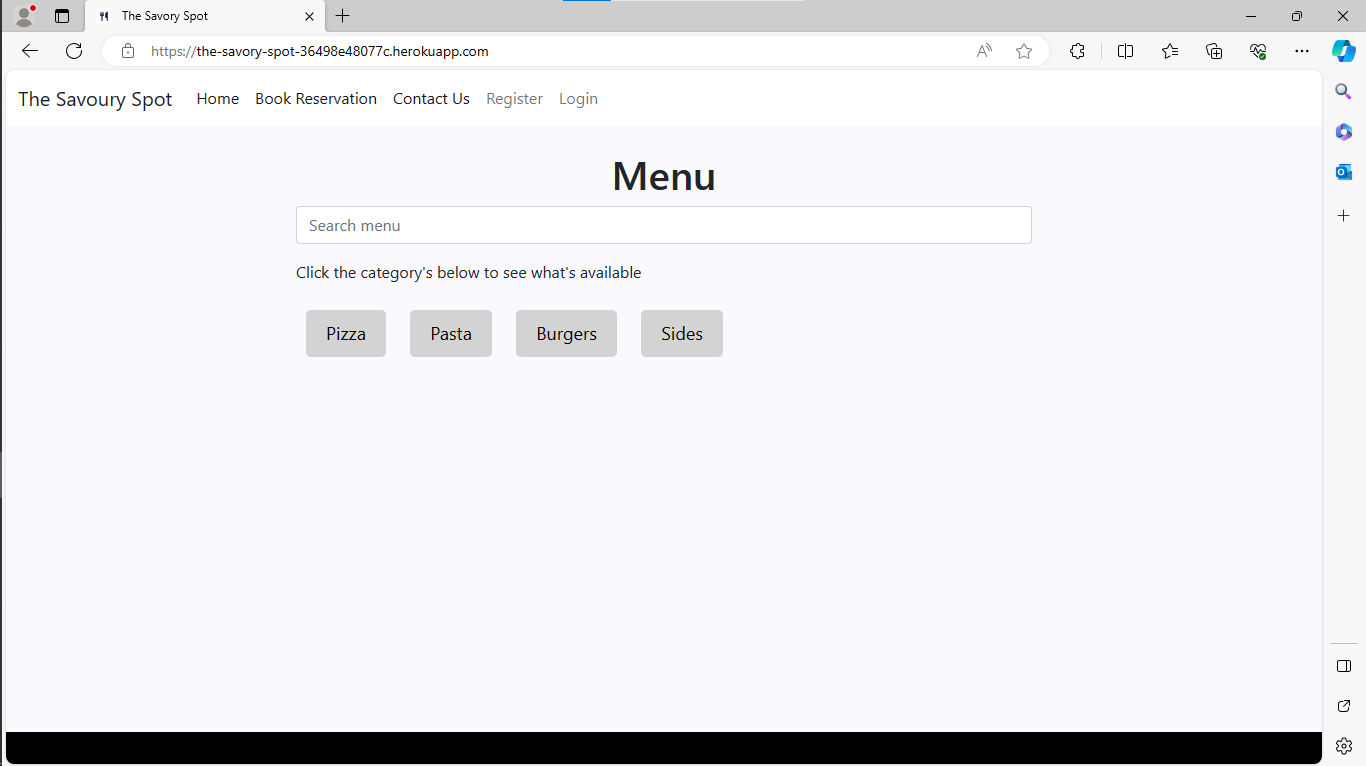 The Savory Spot
https://the-savory-spot-36498e48077c.herokuapp.com
The Savoury Spot Home Book Reservation Contact Us Register Login
Menu
Search menu
Click the category's below to see what's available
Pizza Pasta Burgers Sides